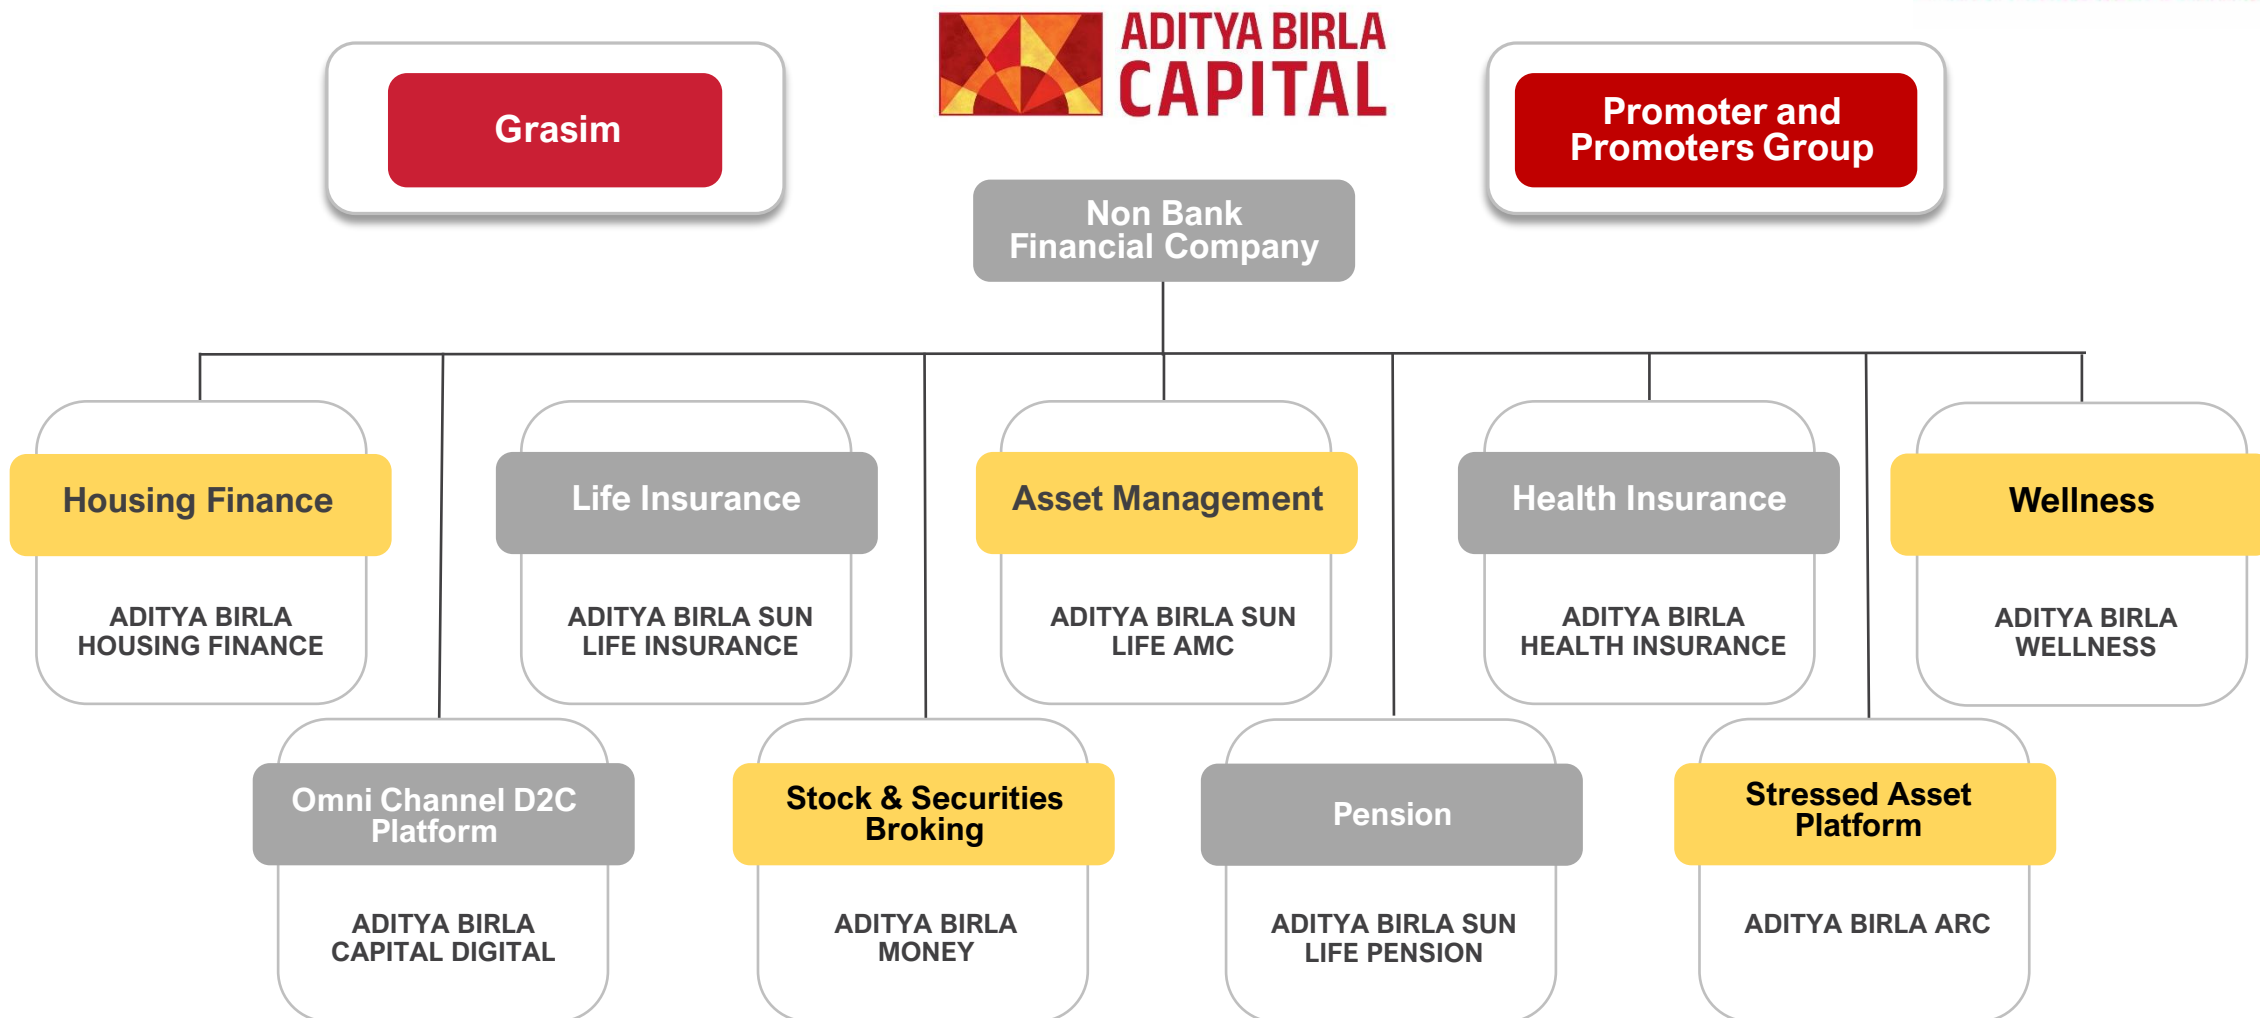 ADITYA BIRLA
CAPITAL
Grasim
Promoter and
Promoters Group
Non Bank
Financial Company
Housing Finance
ADITYA BIRLA
HOUSING FINANCE
Life Insurance
ADITYA BIRLA SUN
LIFE INSURANCE
Asset Management
ADITYA BIRLA SUN
LIFE AMC
Health Insurance
ADITYA BIRLA
HEALTH INSURANCE
Wellness
ADITYA BIRLA
WELLNESS
Omni Channel D2C
Platform
ADITYA BIRLA
CAPITAL DIGITAL
Stock & Securities
Broking
ADITYA BIRLA
MONEY
Pension
ADITYA BIRLA SUN
LIFE PENSION
Stressed Asset
Platform
ADITYA BIRLA ARC